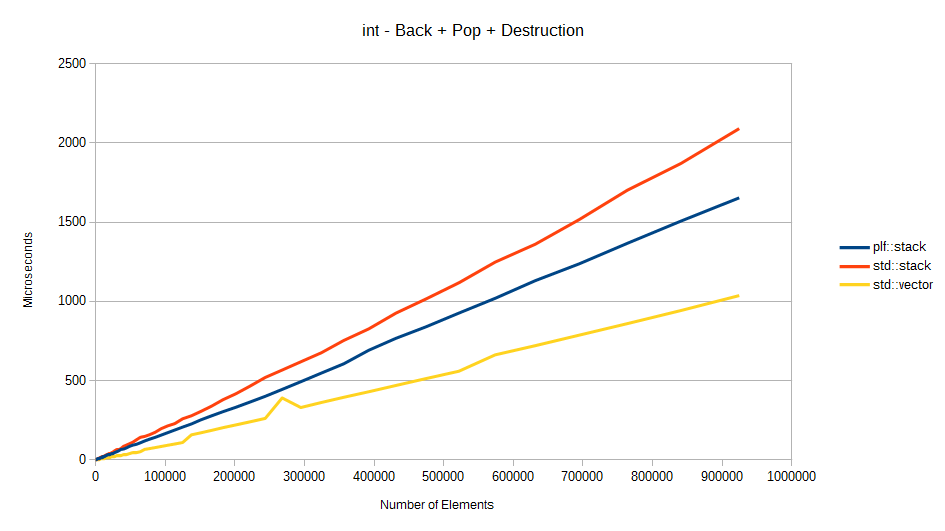 int - Back + Pop + Destruction
2500
2000
1500
1000
500
0
Microseconds
0 100000 200000 300000 400000 500000 600000 700000 800000 900000 1000000
Number of Elements
plf::stack
std::stack
std::vector